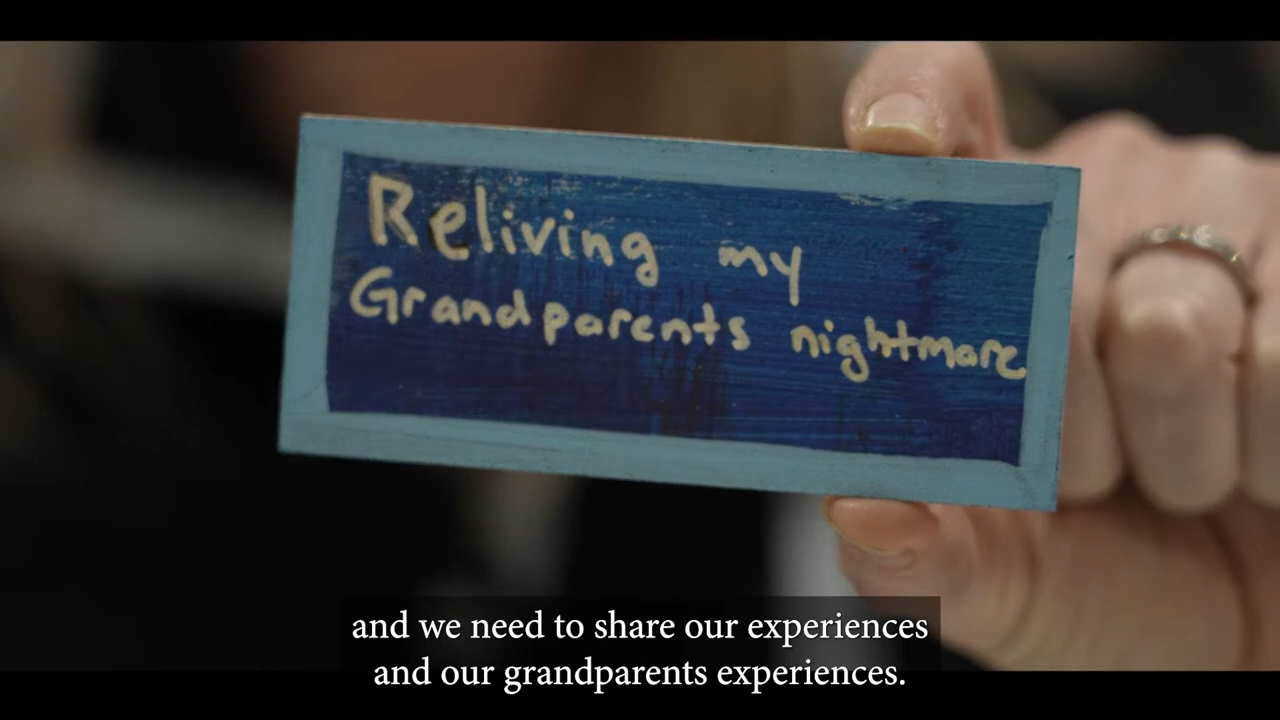 Reliving my
Grandparents nightmare
and we need to share our experiences
and our grandparents experiences.